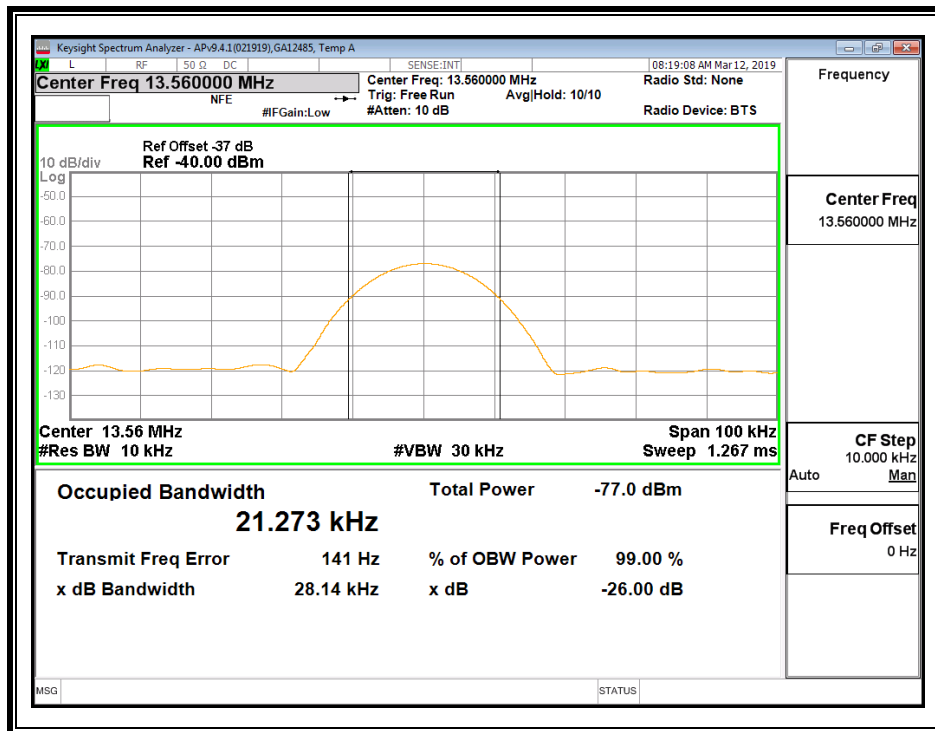 Keysight Spectrum Analyzer - APv9.4.1(021919),GA12485, Temp A
LXI L RF 50 Ω DC SENSE:INT 08:19:08 AM Mar 12, 2019
Center Freq 13.560000 MHz
NFE
#IFGain:Low
Center Freq: 13.560000 MHz
Trig: Free Run Avg|Hold: 10/10
#Atten: 10 dB
Radio Std: None
Radio Device: BTS
Ref Offset -37 dB
10 dB/div Ref -40.00 dBm
Log
-50.0
-60.0
-70.0
-80.0
-90.0
-100
-110
-120
-130
Center 13.56 MHz Span 100 kHz
#Res BW 10 kHz #VBW 30 kHz Sweep 1.267 ms
Occupied Bandwidth Total Power -77.0 dBm
21.273 kHz
Transmit Freq Error 141 Hz % of OBW Power 99.00 %
x dB Bandwidth 28.14 kHz x dB -26.00 dB
MSG STATUS
Frequency
Center Freq
13.560000 MHz
CF Step
10.000 kHz
Auto Man
Freq Offset
0 Hz